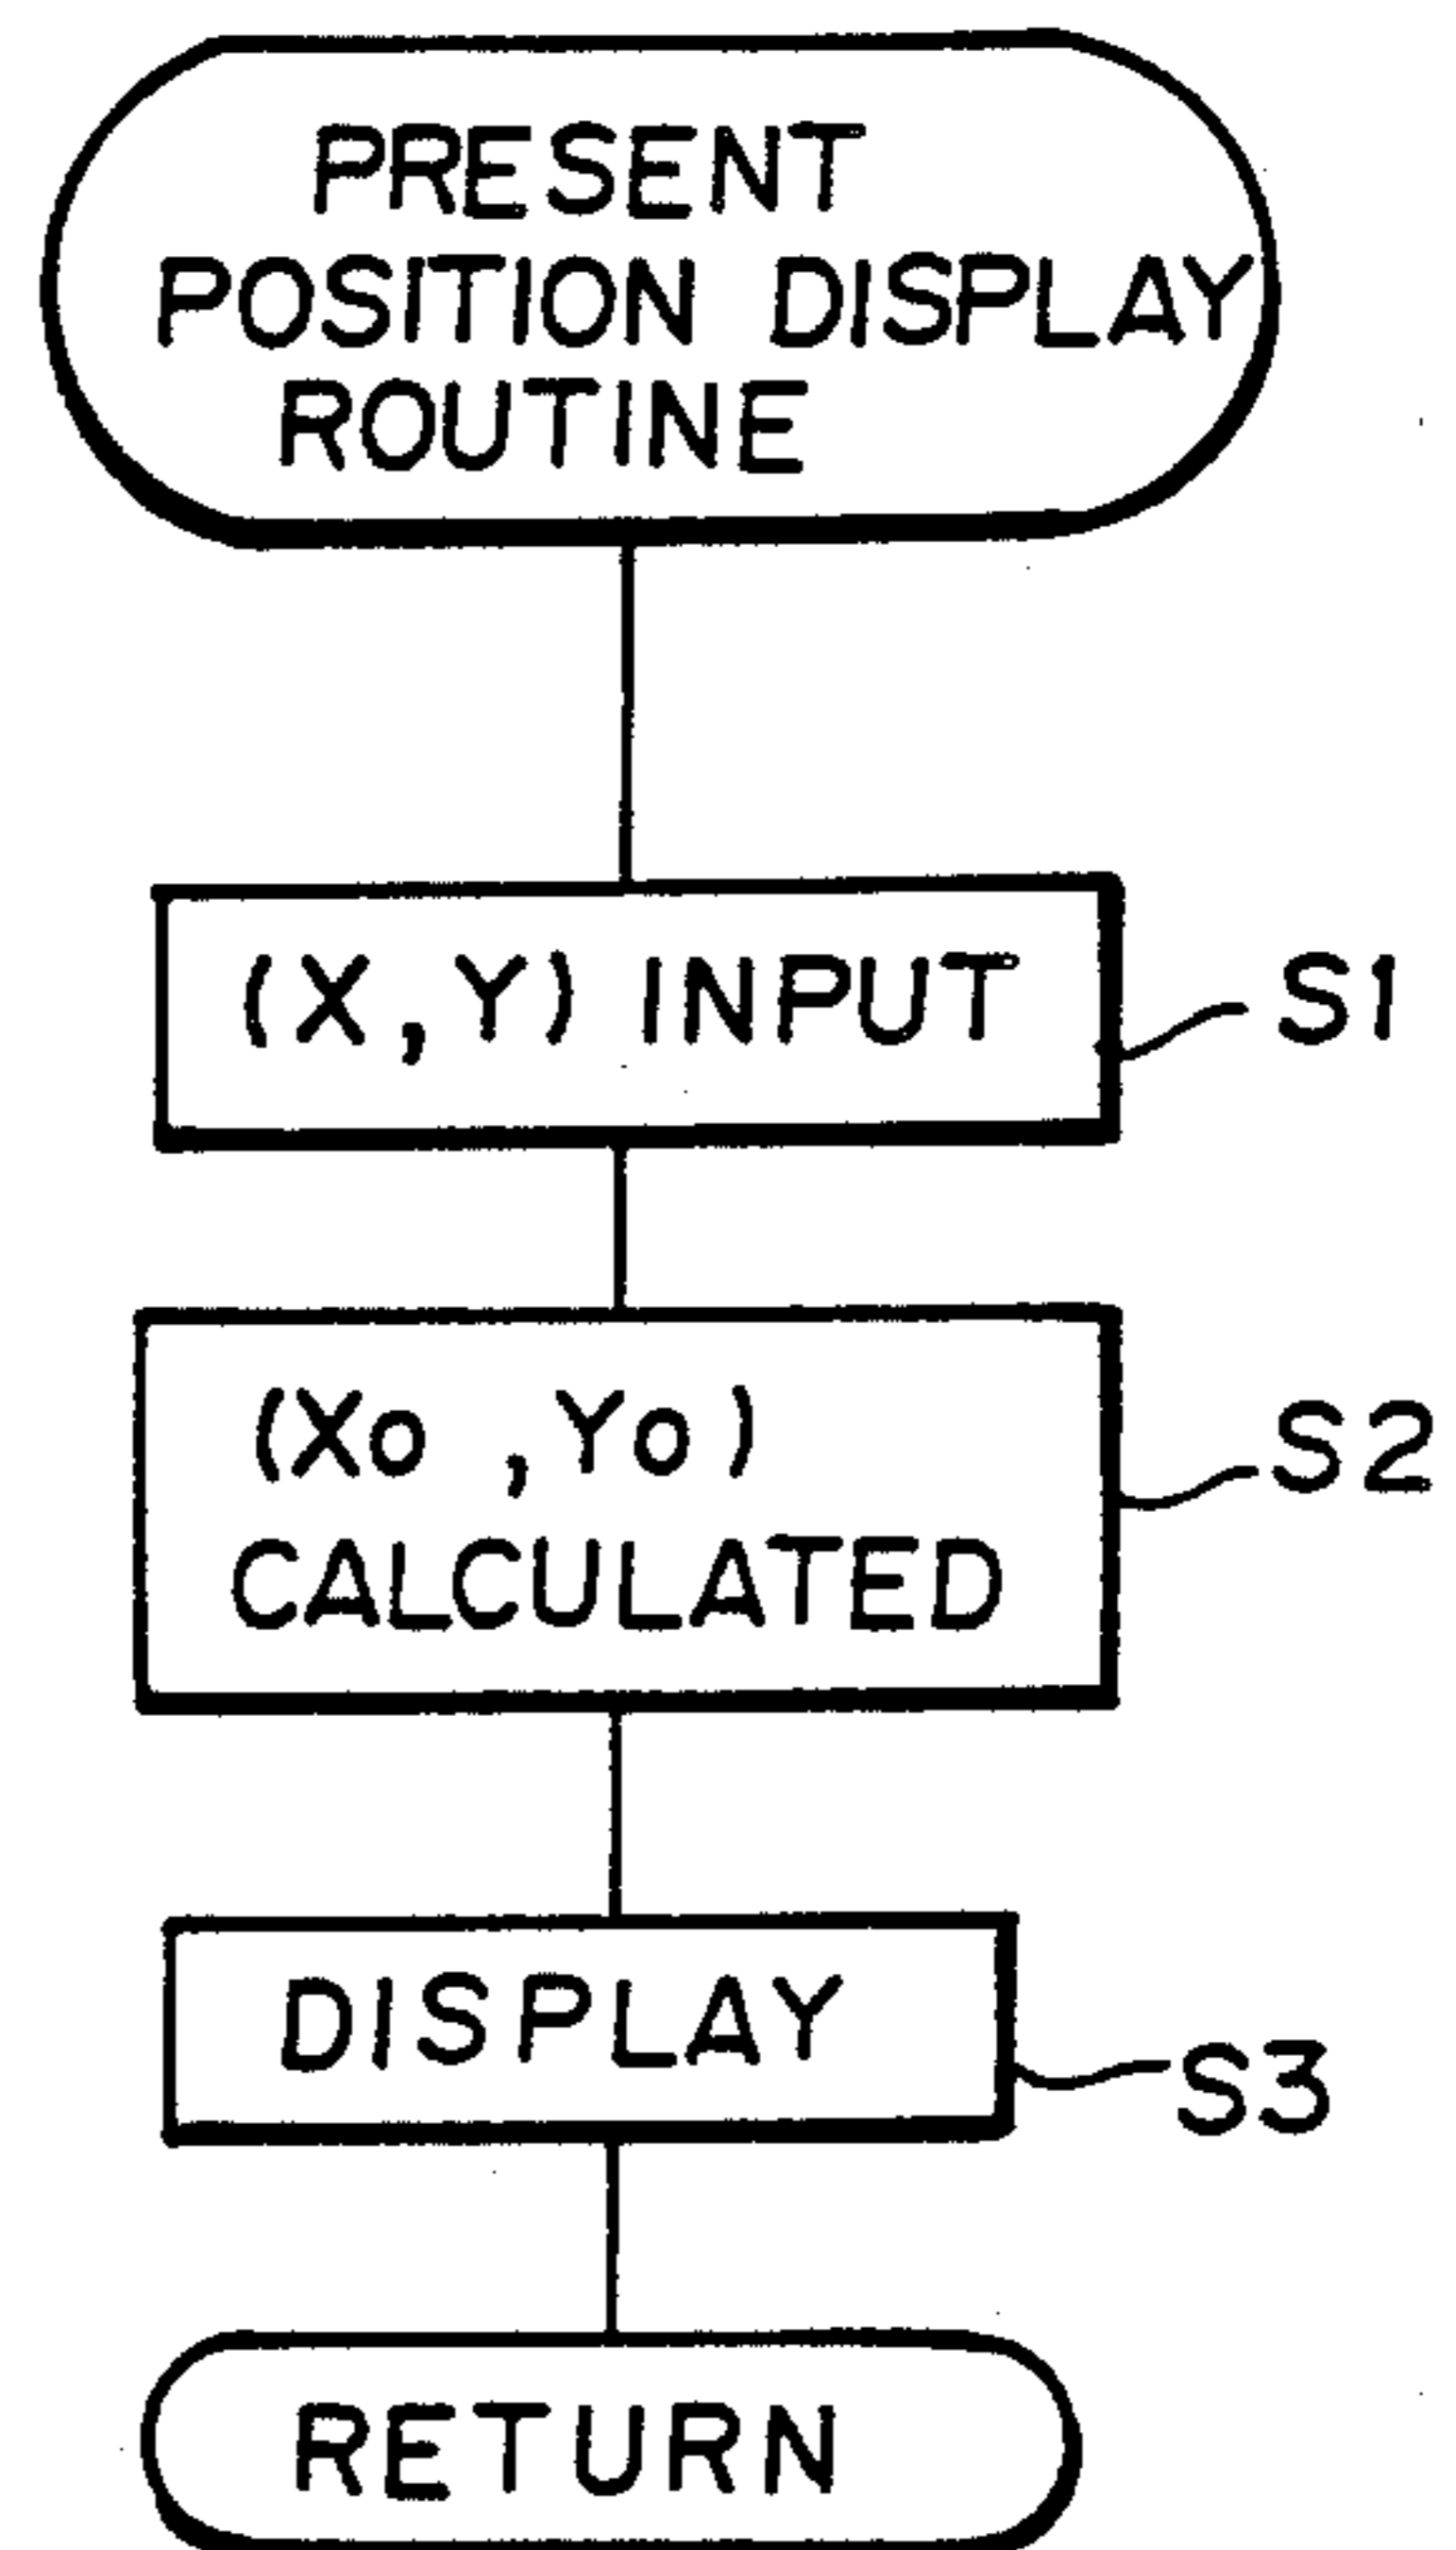 PRESENT
POSITION DISPLAY
ROUTINE
(X,Y) INPUT
S1
(Xo ,Yo)
CALCULATED
S2
DISPLAY
S3
RETURN